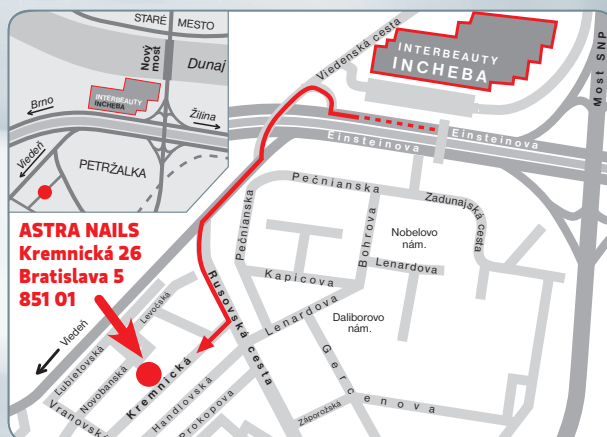 STARÉ MESTO
Nový
most
Dunaj
INTERBEAUTY
INCHEBA
Brno
Žilina
Viedeň
PETRŽALKA
Viedenská cesta
INTERBEAUTY
INCHEBA
Most SNP
Einsteinova
Einsteinova
Pečnianska
Zadunajská cesta
Pečnianska
Bohrova
Nobelovo
nám.
Lenardova
Kapicova
ASTRA NAILS
Kremnická 26
Bratislava 5
851 01
Rusovská cesta
Lenardova
Daliborovo
nám.
Levočská
Viedeň
Ľubietovská
Novobanská
Kremnická
Vranovská
Handlovská
Prokopova
Gercenova
Záporožská